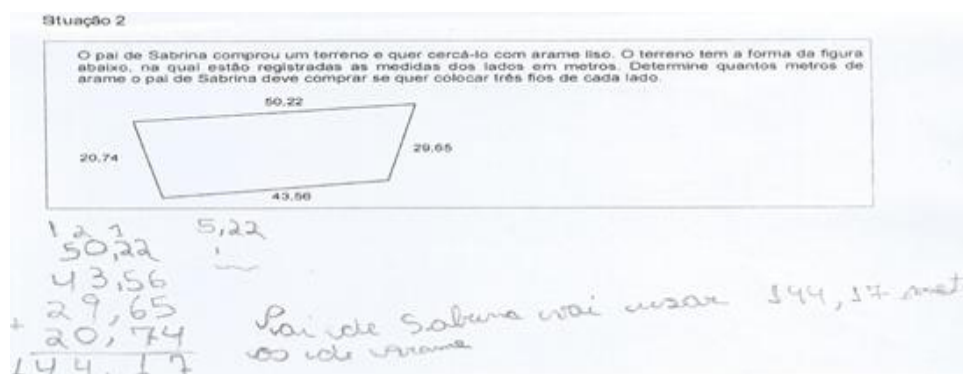 Situação 2
O pai de Sabrina comprou um terreno e quer cercá-lo com arame liso. O terreno tem a forma da figura
abaixo, na qual estão registradas as medidas dos lados em metros. Determine quantos metros de
arame o pai de Sabrina deve comprar se quer colocar três fios de cada lado.
50,22
20,74
29,65
43,56
1 2 1
50,22
5,22
43,56
29,65
+ 20,74
144,17
Pai de Sabrina vai usar 144,17 met
os de arame